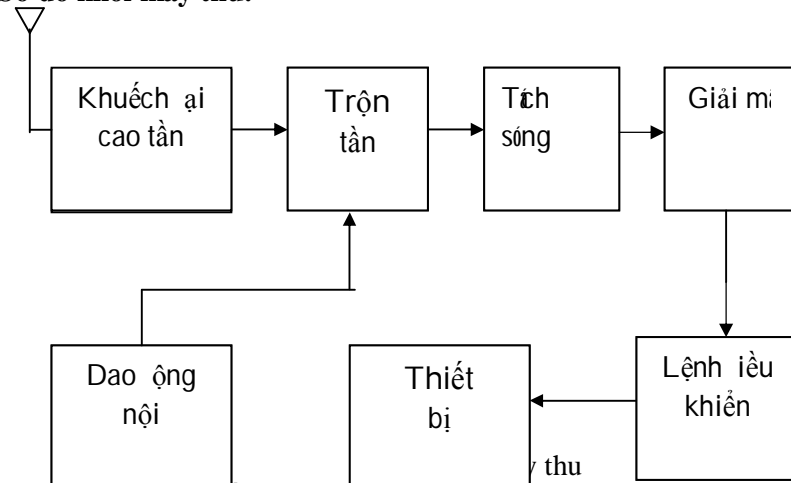 Sơ đồ khối máy thu:
Khuếch ại
cao tần
Trộn
tần
Tách
sóng
Giải mã
Dao ộng
nội
Thiết
bị
Lệnh iều
khiển
y thu